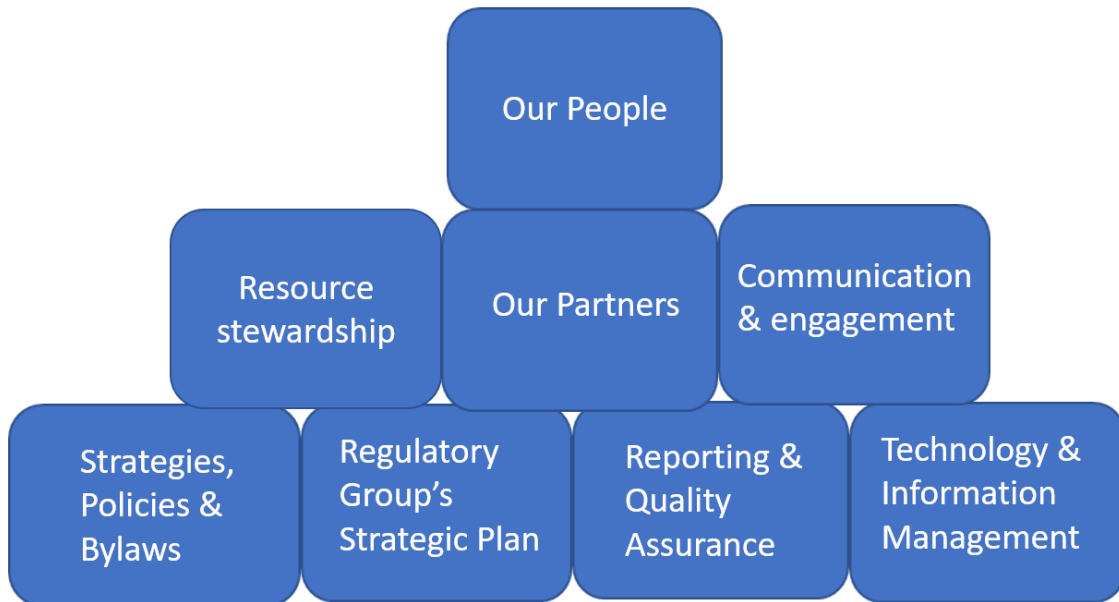 Our People
Resource
stewardship
Our Partners
Communication
& engagement
Strategies,
Policies &
Bylaws
Regulatory
Group’s
Strategic Plan
Reporting &
Quality
Assurance
Technology &
Information
Management